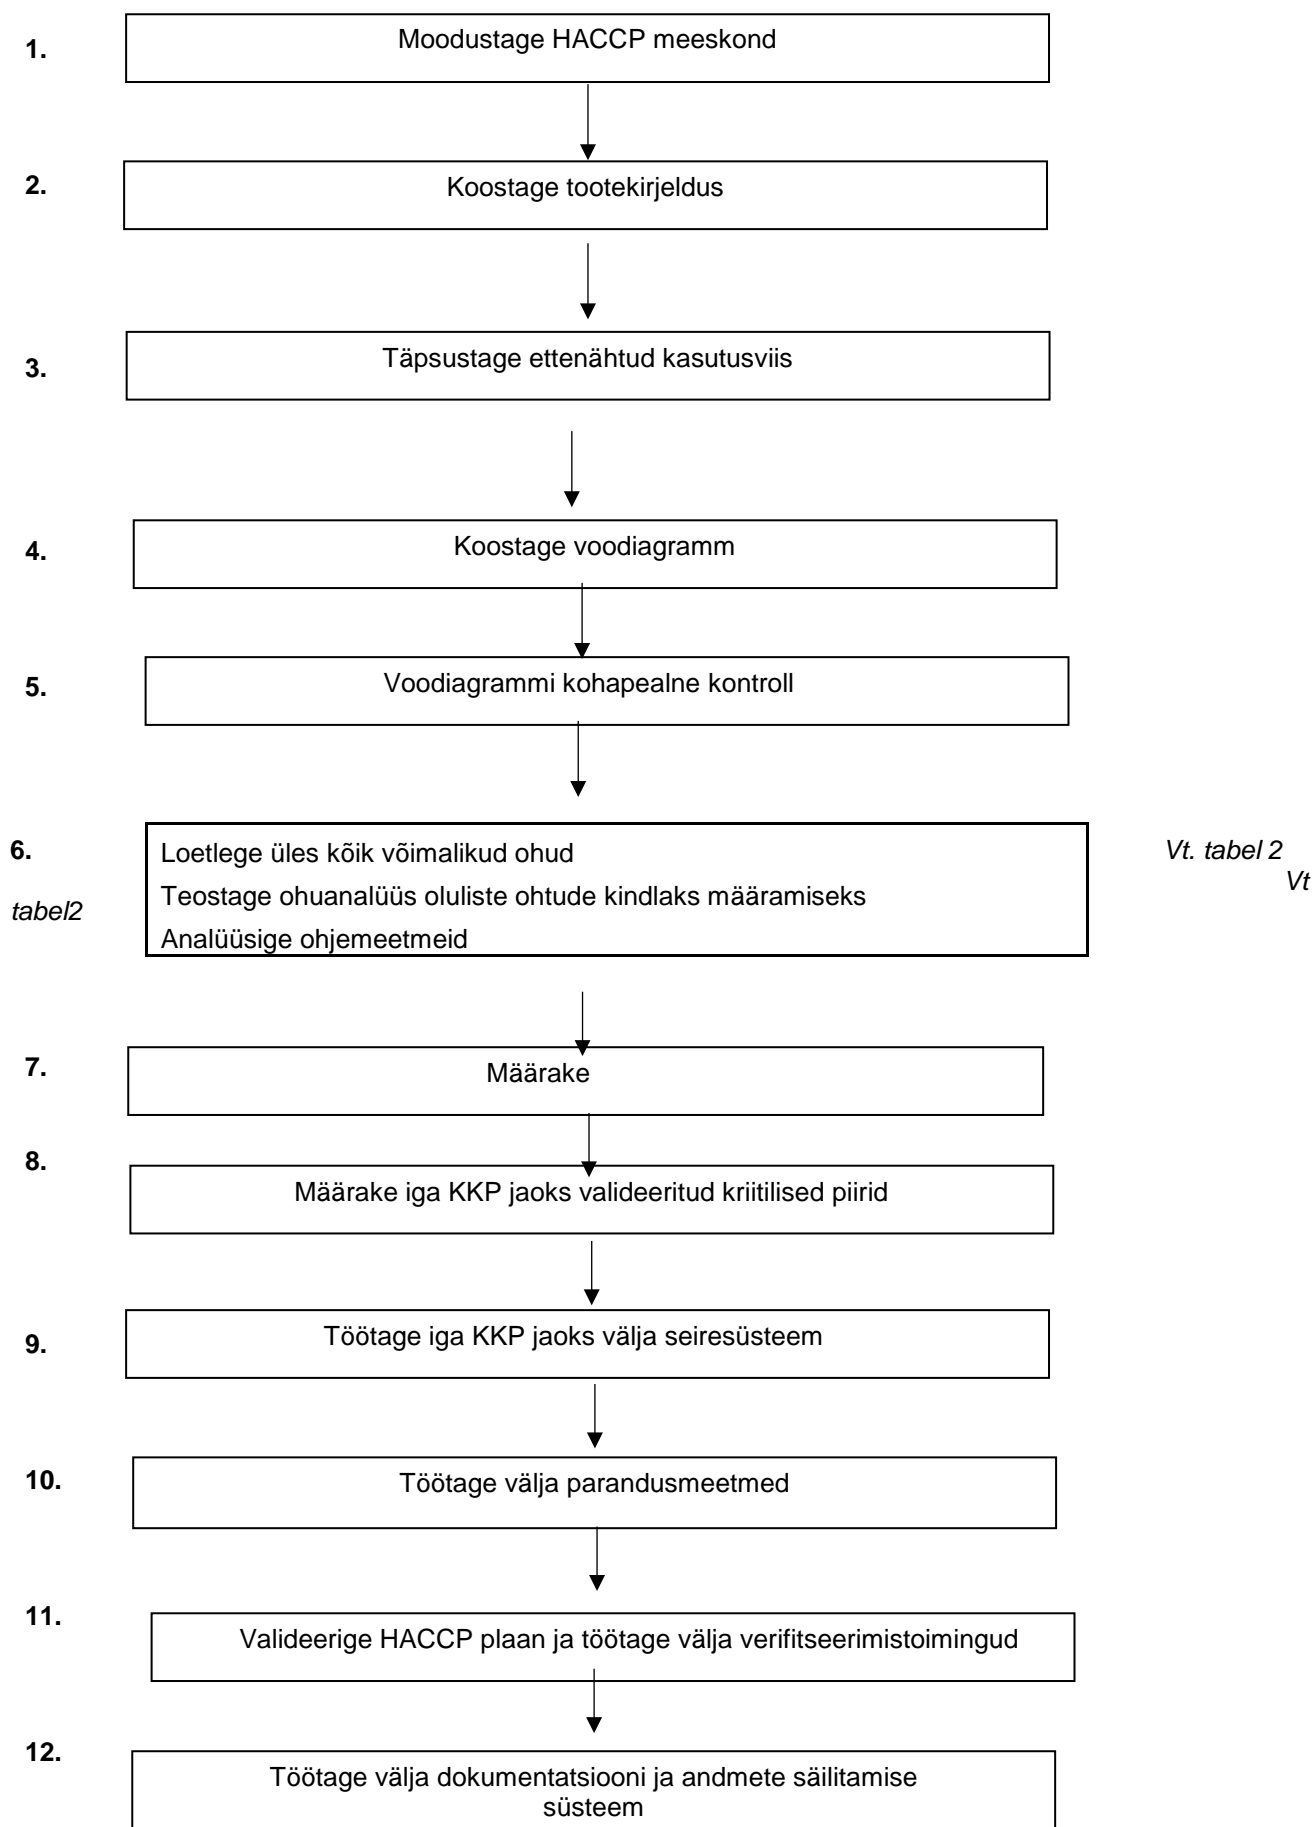 1.
Moodustage HACCP meeskond
2.
Koostage tootekirjeldus
3.
Täpsustage ettenähtud kasutusviis
4.
Koostage voodiagramm
5.
Voodiagrammi kohapealne kontroll
6.
Loetlege üles kõik võimalikud ohud
Teostage ohuanalüüs oluliste ohtude kindlaks määramiseks
Analüüsige ohjemeetmeid
Vt. tabel 2
Vt
tabel2
7.
Määrake
8.
Määrake iga KKP jaoks valideeritud kriitilised piirid
9.
Töötage iga KKP jaoks välja seiresüsteem
10.
Töötage välja parandusmeetmed
11.
Valideerige HACCP plaan ja töötage välja verifitseerimistoimingud
12.
Töötage välja dokumentatsiooni ja andmete säilitamise
süsteem